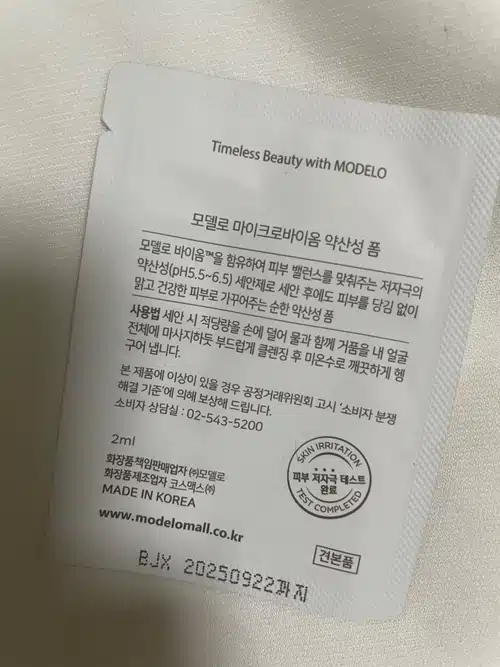 Timeless Beauty with MODELO
모델로 마이크로바이옴 약산성 폼
모델로 바이옴™을 함유하여 피부 밸런스를 맞춰주는 저자극의
약산성(pH5.5~6.5) 세안제로 세안 후에도 피부를 당김 없이
맑고 건강한 피부로 가꾸어주는 순한 약산성 폼
사용법 세안 시 적당량을 손에 덜어 물과 함께 거품을 내 얼굴
전체에 마사지하듯 부드럽게 클렌징 후 미온수로 깨끗하게 헹
구어 냅니다.
본 제품에 이상이 있을 경우 공정거래위원회 고시 '소비자 분쟁
해결 기준'에 의해 보상해 드립니다.
소비자 상담실 : 02-543-5200
2ml
화장품책임판매업자 ㈜모델로
화장품제조업자 코스맥스㈜
MADE IN KOREA
www.modelomall.co.kr
SKIN IRRITATION
피부 저자극 테스트
완료
TEST COMPLETED
견본품
BJX 20250922까지